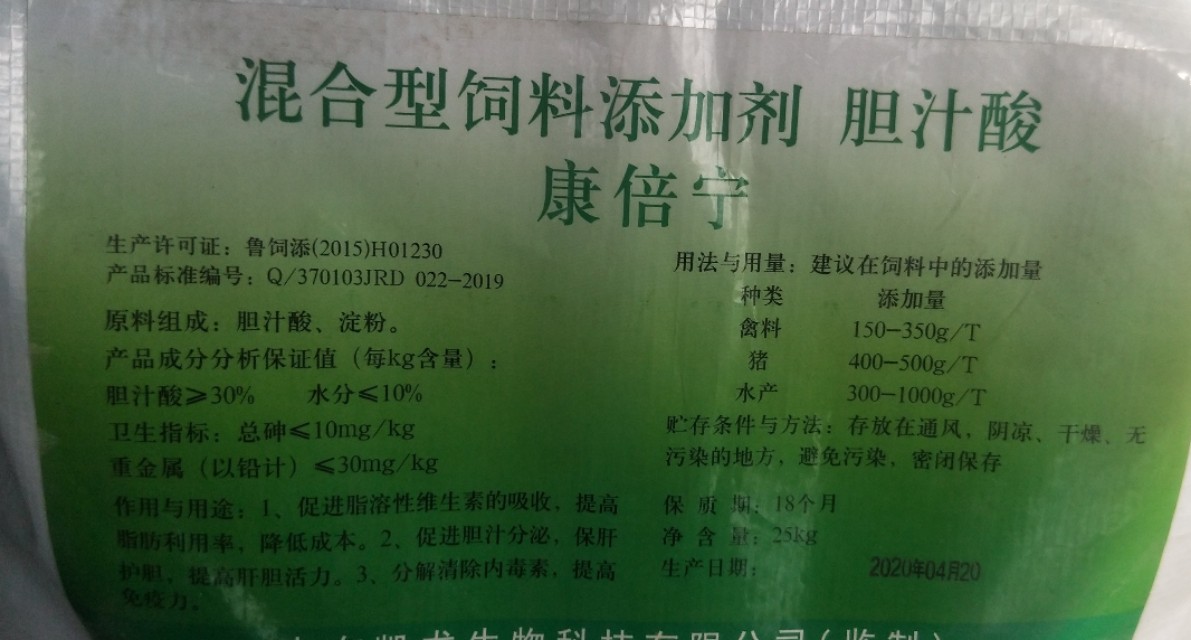 混合型饲料添加剂 胆汁酸
康倍宁
生产许可证：鲁饲添(2015)H01230
产品标准编号：Q/370103JRD 022-2019
原料组成：胆汁酸、淀粉。
产品成分分析保证值（每kg含量）：
胆汁酸≥30% 水分≤10%
卫生指标：总砷≤10mg/kg
重金属（以铅计）≤30mg/kg
作用与用途：1、促进脂溶性维生素的吸收，提高
脂肪利用率，降低成本。2、促进胆汁分泌，保肝
护胆，提高肝胆活力。3、分解清除内毒素，提高
免疫力。
用法与用量：建议在饲料中的添加量
种类 添加量
禽料 150-350g/T
猪 400-500g/T
水产 300-1000g/T
贮存条件与方法：存放在通风，阴凉、干燥、无
污染的地方，避免污染，密闭保存
保 质 期：18个月
净 含 量：25kg
生产日期：2020年04月20
生物科技有限公司(监制)